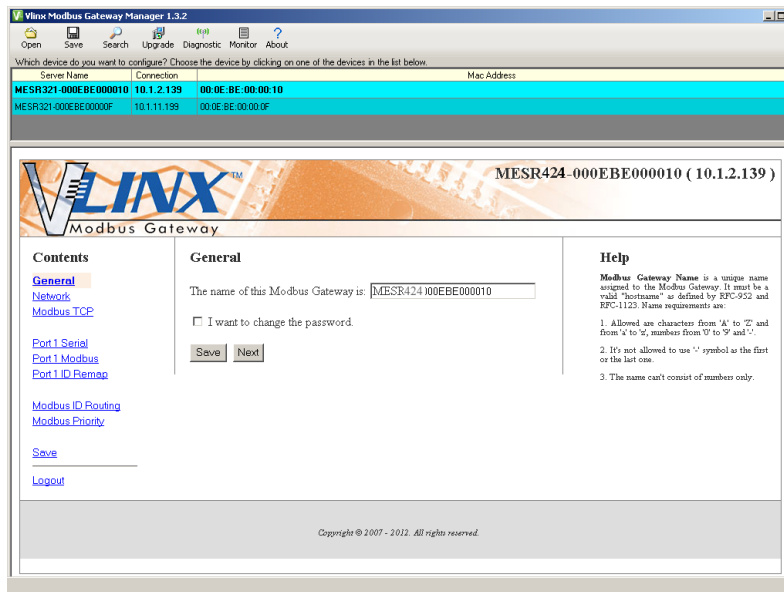 Vlinx Modbus Gateway Manager 1.3.2
Open Save Search Upgrade Diagnostic Monitor About
Which device do you want to configure? Choose the device by clicking on one of the devices in the list below.
Server Name Connection Mac Address
MESR321-000EBE000010 10.1.2.139 00:0E:BE:00:00:10
MESR321-000EBE00000F 10.1.11.199 00:0E:BE:00:00:0F
VLINX TM
Modbus Gateway
MESR424-000EBE000010 ( 10.1.2.139 )
Contents
General
Network
Modbus TCP
Port 1 Serial
Port 1 Modbus
Port 1 ID Remap
Modbus ID Routing
Modbus Priority
Save
Logout
General
The name of this Modbus Gateway is: MESR424 )00EBE000010
I want to change the password.
Save Next
Help
Modbus Gateway Name is a unique name
assigned to the Modbus Gateway. It must be a
valid "hostname" as defined by RFC-952 and
RFC-1123. Name requirements are:
1. Allowed are characters from 'A' to 'Z' and
from 'a' to 'z', numbers from '0' to '9' and '-'.
2. It's not allowed to use '-' symbol as the first
or the last one.
3. The name can't consist of numbers only.
Copyright © 2007 - 2012. All rights reserved.